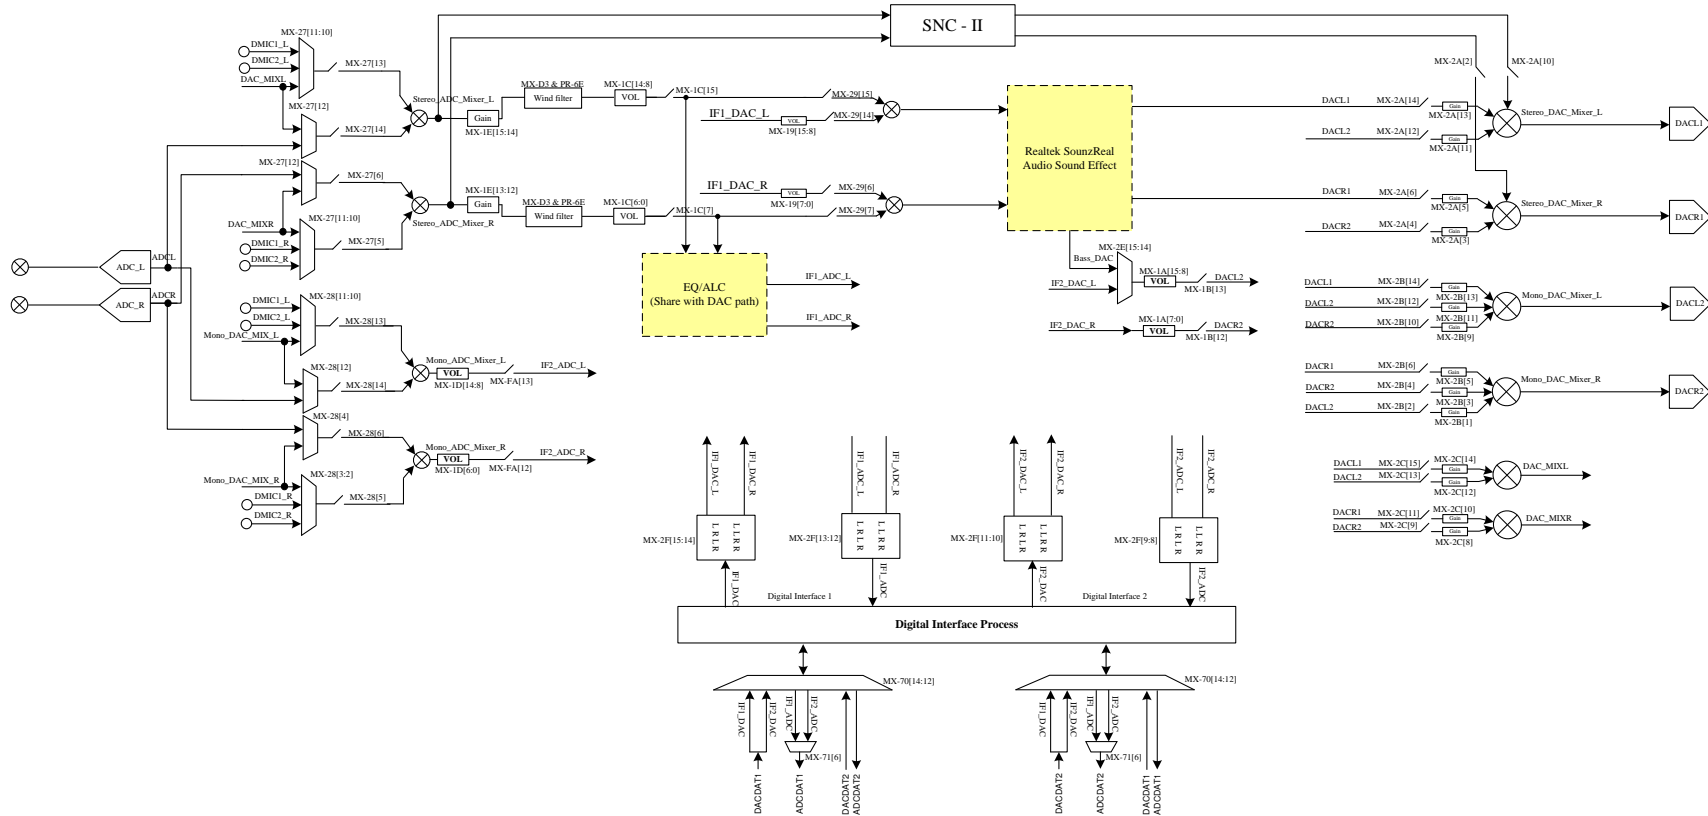 SNC - II
MX-27[11:10]
DMIC1_L
DMIC2_L
DAC_MIXL
MX-27[13]
MX-27[12]
MX-27[14]
Stereo_ADC_Mixer_L
Gain
MX-1E[15:14]
MX-D3 & PR-6E
Wind filter
MX-1C[14:8]
VOL
MX-1C[15]
MX-29[15]
IF1_DAC_L
VOL
MX-19[15:8]
MX-29[14]
MX-27[12]
MX-27[6]
MX-1E[13:12]
Gain
MX-D3 & PR-6E
Wind filter
MX-1C[6:0]
VOL
MX-1C[7]
IF1_DAC_R
VOL
MX-19[7:0]
MX-29[6]
MX-29[7]
Stereo_ADC_Mixer_R
MX-27[11:10]
DAC_MIXR
DMIC1_R
DMIC2_R
MX-27[5]
ADC_L
ADCL
ADC_R
ADCR
Realtek SounzReal
Audio Sound Effect
EQ/ALC
(Share with DAC path)
IF1_ADC_L
IF1_ADC_R
MX-2E[15:14]
Bass_DAC
IF2_DAC_L
MX-1A[15:8]
VOL
DACL2
MX-1B[13]
IF2_DAC_R
MX-1A[7:0]
VOL
DACR2
MX-1B[12]
MX-2A[2]
MX-2A[10]
DACL1
MX-2A[14]
Gain
MX-2A[13]
DACL2
MX-2A[12]
Gain
MX-2A[11]
Stereo_DAC_Mixer_L
DACL1
DACR1
MX-2A[6]
Gain
MX-2A[5]
DACR2
MX-2A[4]
Gain
MX-2A[3]
Stereo_DAC_Mixer_R
DACR1
DACL1
MX-2B[14]
Gain
MX-2B[13]
DACL2
MX-2B[12]
Gain
MX-2B[11]
DACR2
MX-2B[10]
Gain
MX-2B[9]
Mono_DAC_Mixer_L
DACL2
DACR1
MX-2B[6]
Gain
MX-2B[5]
DACR2
MX-2B[4]
Gain
MX-2B[3]
DACL2
MX-2B[2]
Gain
MX-2B[1]
Mono_DAC_Mixer_R
DACR2
DACL1
MX-2C[15]
MX-2C[14]
Gain
DACL2
MX-2C[13]
Gain
MX-2C[12]
DAC_MIXL
DACR1
MX-2C[11]
MX-2C[10]
Gain
DACR2
MX-2C[9]
Gain
MX-2C[8]
DAC_MIXR
MX-28[11:10]
DMIC1_L
DMIC2_L
Mono_DAC_MIX_L
MX-28[13]
MX-28[12]
MX-28[14]
Mono_ADC_Mixer_L
VOL
MX-1D[14:8]
MX-FA[13]
IF2_ADC_L
MX-28[4]
MX-28[6]
Mono_ADC_Mixer_R
VOL
MX-1D[6:0]
MX-FA[12]
IF2_ADC_R
MX-28[3:2]
Mono_DAC_MIX_R
DMIC1_R
DMIC2_R
MX-28[5]
IF1_DAC_L
IF1_DAC_R
IF1_ADC_L
IF1_ADC_R
IF2_DAC_L
IF2_DAC_R
IF2_ADC_L
IF2_ADC_R
MX-2F[15:14]
L R L R
L L R R
MX-2F[13:12]
L R L R
L L R R
MX-2F[11:10]
L R L R
L L R R
MX-2F[9:8]
L R L R
L L R R
IF1_DAC
IF1_ADC
IF2_DAC
IF2_ADC
Digital Interface 1
Digital Interface 2
Digital Interface Process
MX-70[14:12]
IF1_DAC
IF2_DAC
IF1_ADC
IF2_ADC
MX-71[6]
DACDAT1
ADCDAT1
DACDAT2
ADCDAT2
MX-70[14:12]
IF1_DAC
IF2_DAC
IF1_ADC
IF2_ADC
MX-71[6]
DACDAT2
ADCDAT2
DACDAT1
ADCDAT1